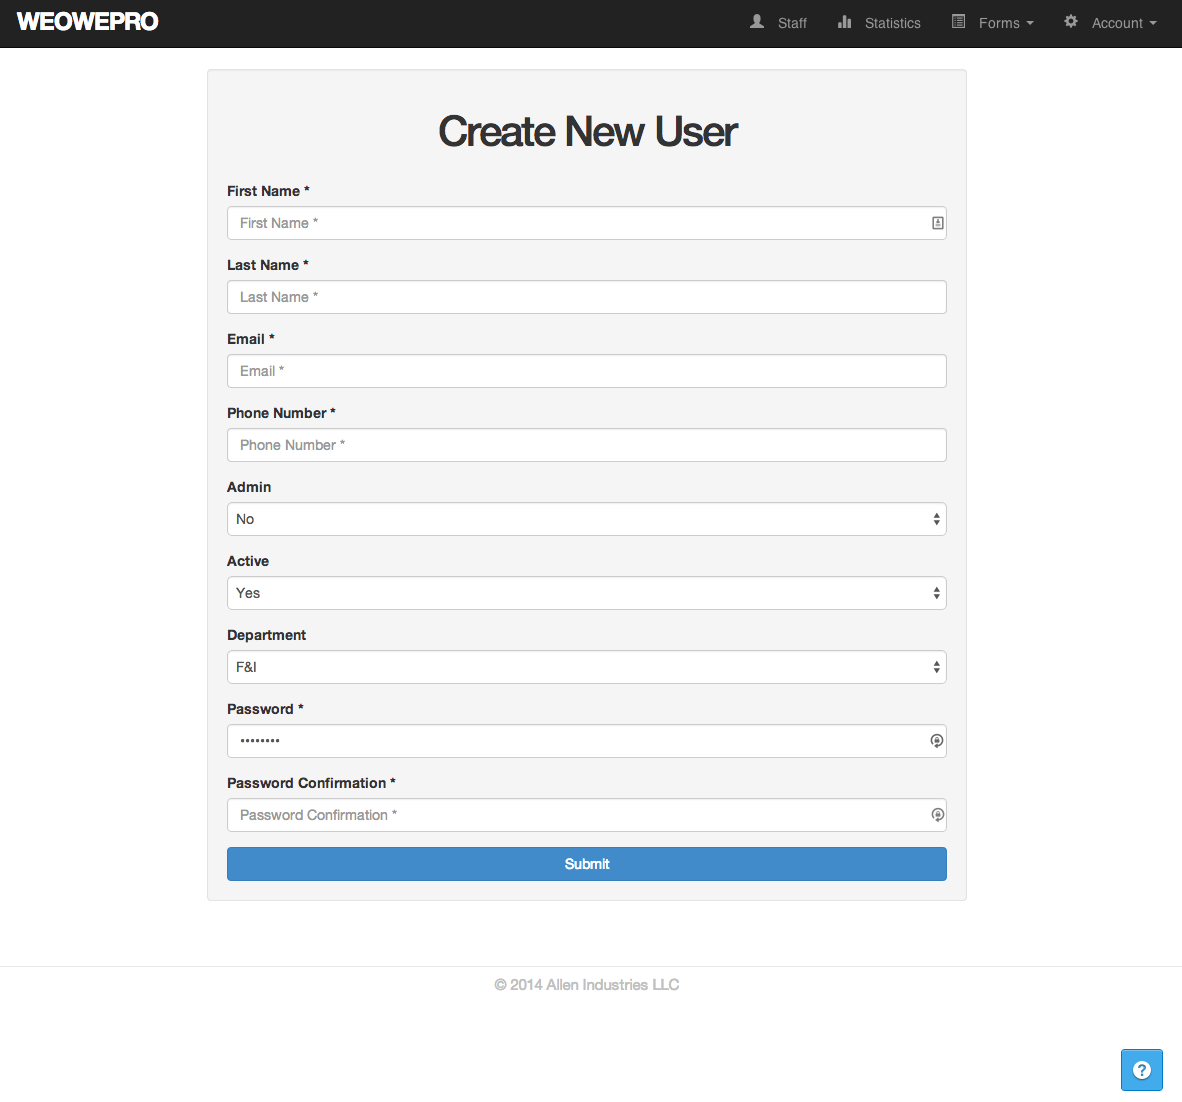 WEOWEPRO
Staff
Statistics
Forms
Account
Create New User
First Name *
First Name *
Last Name *
Last Name *
Email *
Email *
Phone Number *
Phone Number *
Admin
No
Active
Yes
Department
F&I
Password *
••••••••
Password Confirmation *
Password Confirmation *
Submit
© 2014 Allen Industries LLC
?